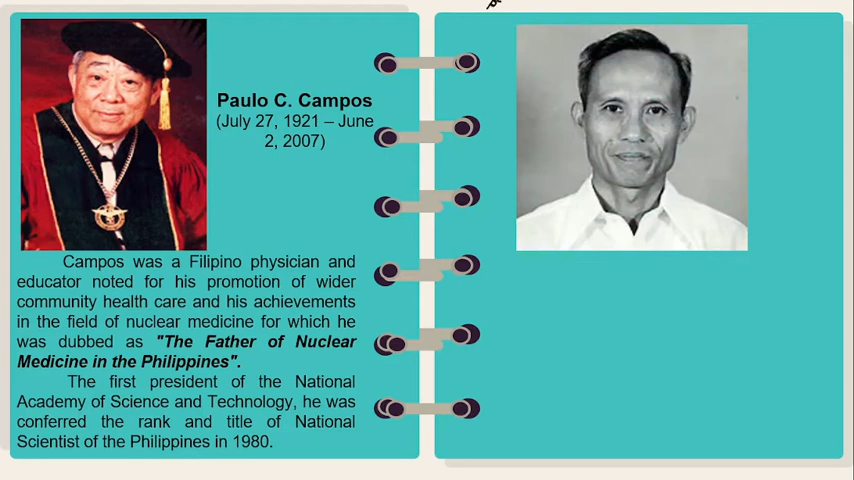 Paulo C. Campos
(July 27, 1921 – June
2, 2007)
Campos was a Filipino physician and
educator noted for his promotion of wider
community health care and his achievements
in the field of nuclear medicine for which he
was dubbed as "The Father of Nuclear
Medicine in the Philippines".
The first president of the National
Academy of Science and Technology, he was
conferred the rank and title of National
Scientist of the Philippines in 1980.